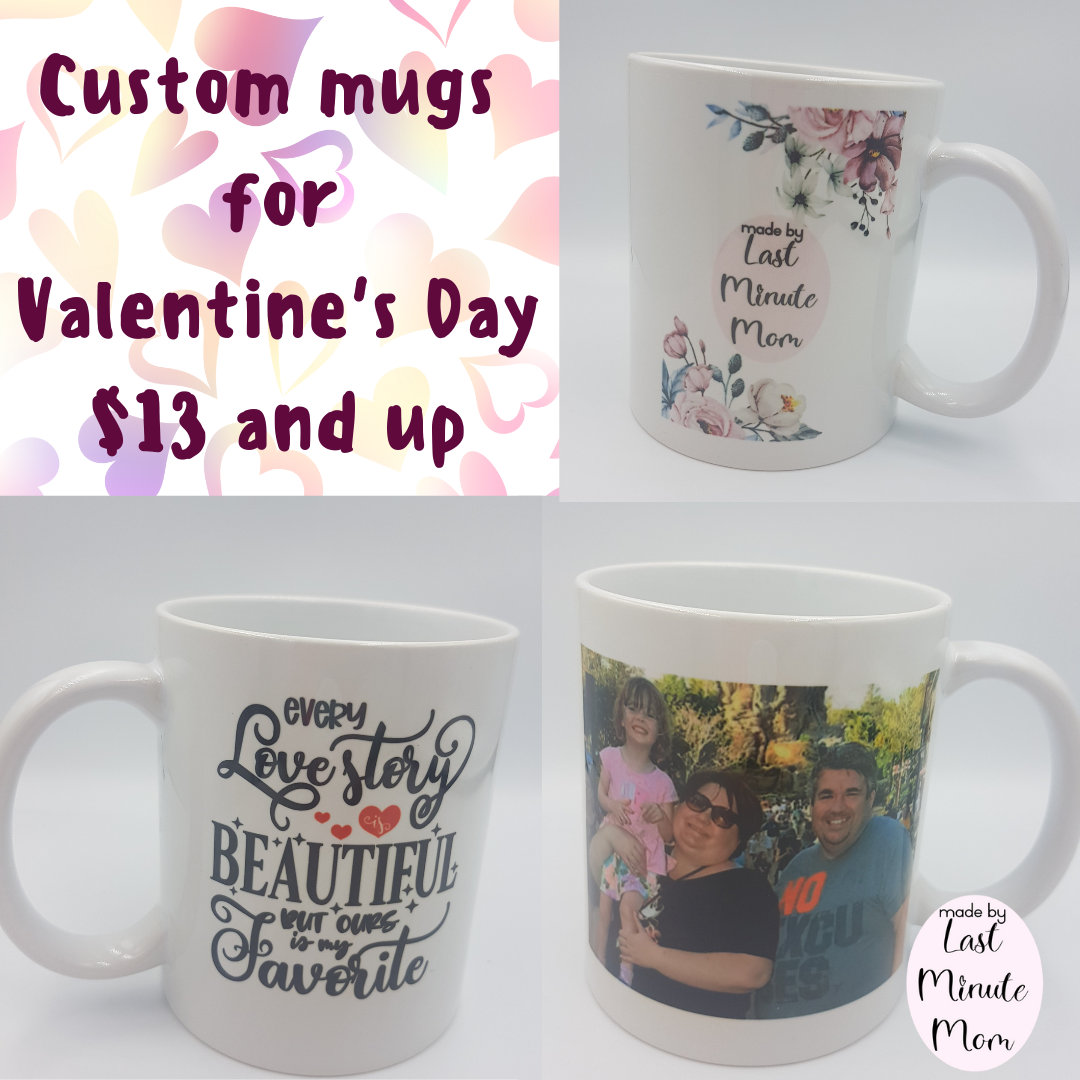 Custom mugs
for
Valentine's Day
$13 and up
made by
Last
Minute
Mom
every
Love story
is
BEAUTIFUL
BUT OURS
is my
Favorite
NO
made by
Last
Minute
Mom